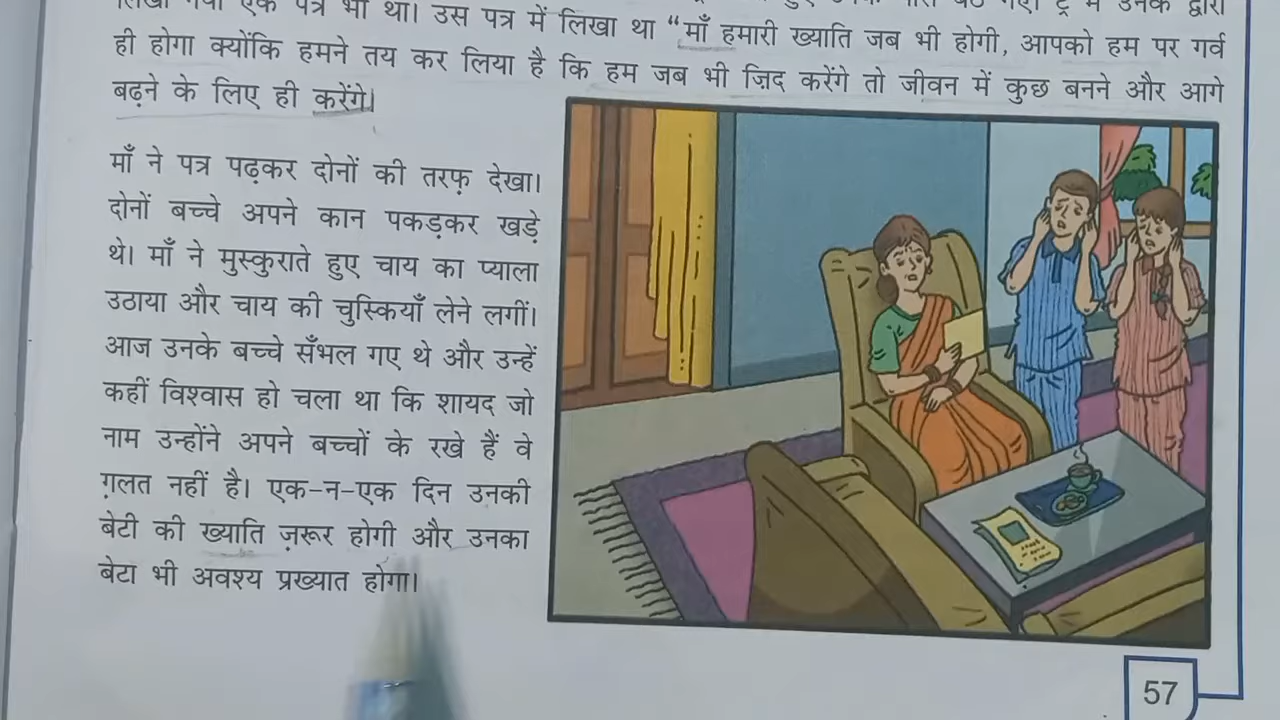 लिखा गया एक पत्र भी था। उस पत्र में लिखा था “माँ हमारी ख्याति जब भी होगी, आपको हम पर गर्व
ही होगा क्योंकि हमने तय कर लिया है कि हम जब भी ज़िद करेंगे तो जीवन में कुछ बनने और आगे
बढ़ने के लिए ही करेंगे।
माँ ने पत्र पढ़कर दोनों की तरफ़ देखा।
दोनों बच्चे अपने कान पकड़कर खड़े
थे। माँ ने मुस्कुराते हुए चाय का प्याला
उठाया और चाय की चुस्कियाँ लेने लगीं।
आज उनके बच्चे सँभल गए थे और उन्हें
कहीं विश्वास हो चला था कि शायद जो
नाम उन्होंने अपने बच्चों के रखे हैं वे
ग़लत नहीं है। एक-न-एक दिन उनकी
बेटी की ख्याति ज़रूर होगी और उनका
बेटा भी अवश्य प्रख्यात होगा।
57